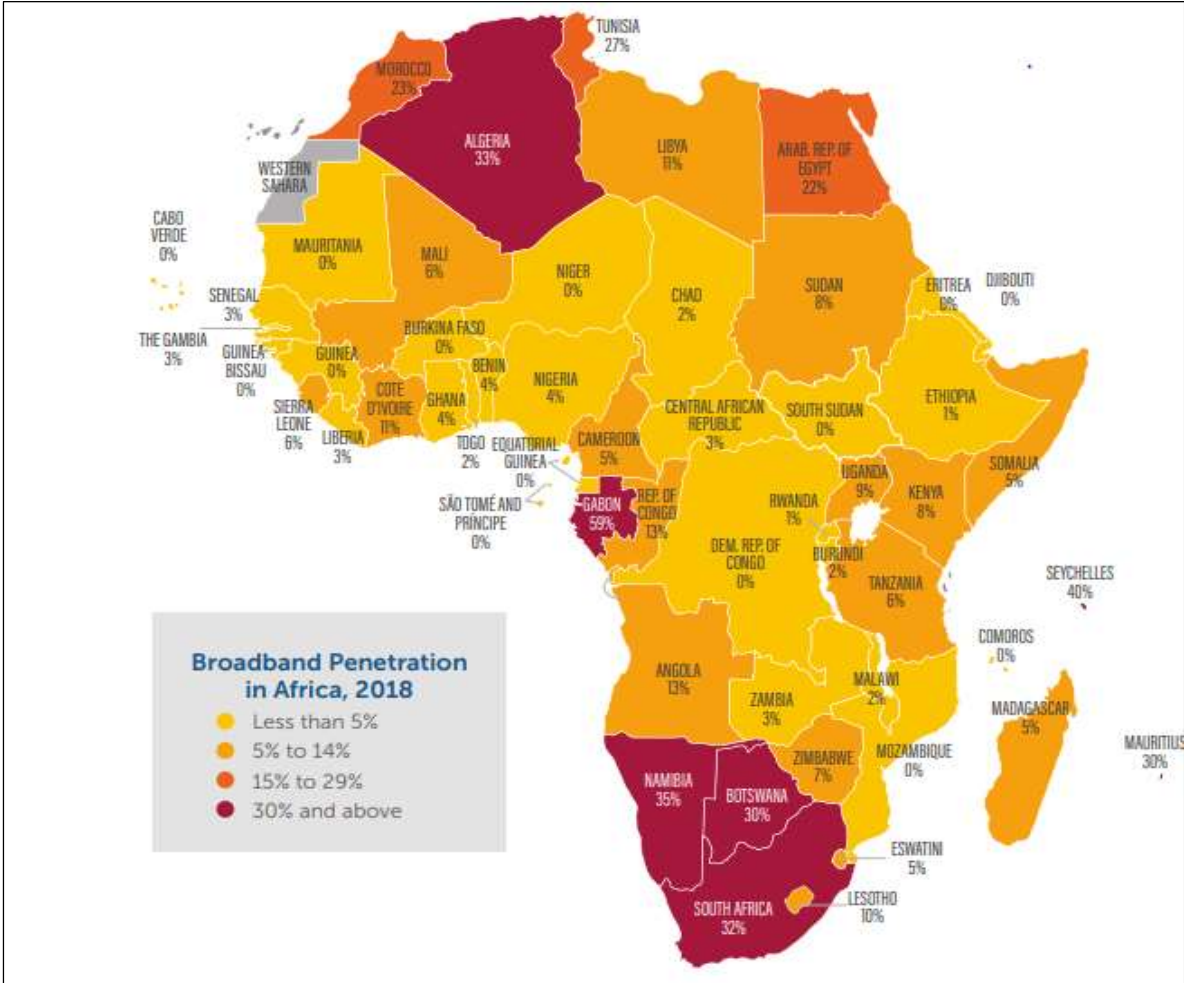 TUNISIA
27%
MOROCCO
23%
ALGERIA
33%
LIBYA
11%
ARAB. REP. OF
EGYPT
22%
WESTERN
SAHARA
CABO
VERDE
0%
MAURITANIA
0%
MALI
6%
NIGER
0%
CHAD
2%
SUDAN
8%
ERITREA
0%
DJIBOUTI
0%
SENEGAL
3%
THE GAMBIA
3%
GUINEA-
BISSAU
0%
GUINEA
0%
BURKINA FASO
0%
BENIN
4%
NIGERIA
4%
SIERRA
LEONE
6%
LIBERIA
3%
COTE
D'IVOIRE
11%
GHANA
4%
TOGO
2%
EQUATORIAL
GUINEA
0%
CAMEROON
5%
CENTRAL AFRICAN
REPUBLIC
3%
SOUTH SUDAN
0%
ETHIOPIA
1%
SOMALIA
5%
SÃO TOMÉ AND
PRÍNCIPE
0%
GABON
59%
REP. OF
CONGO
13%
DEM. REP. OF
CONGO
0%
RWANDA
1%
UGANDA
9%
KENYA
8%
BURUNDI
2%
TANZANIA
6%
SEYCHELLES
40%
COMOROS
0%
ANGOLA
13%
ZAMBIA
3%
MALAWI
2%
MOZAMBIQUE
0%
MADAGASCAR
5%
MAURITIUS
30%
ZIMBABWE
7%
NAMIBIA
35%
BOTSWANA
30%
ESWATINI
5%
LESOTHO
10%
SOUTH AFRICA
32%
Broadband Penetration
in Africa, 2018
Less than 5%
5% to 14%
15% to 29%
30% and above